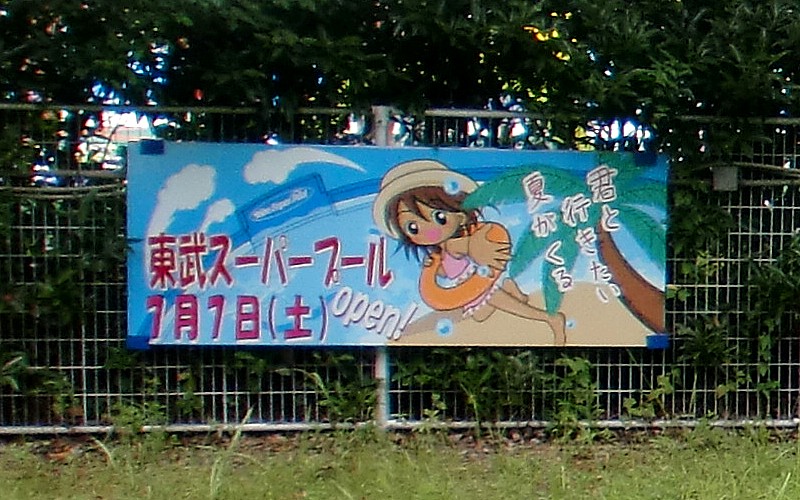 君と
行きたい
夏がくる
東武スーパープール
7月7日(土)
open!